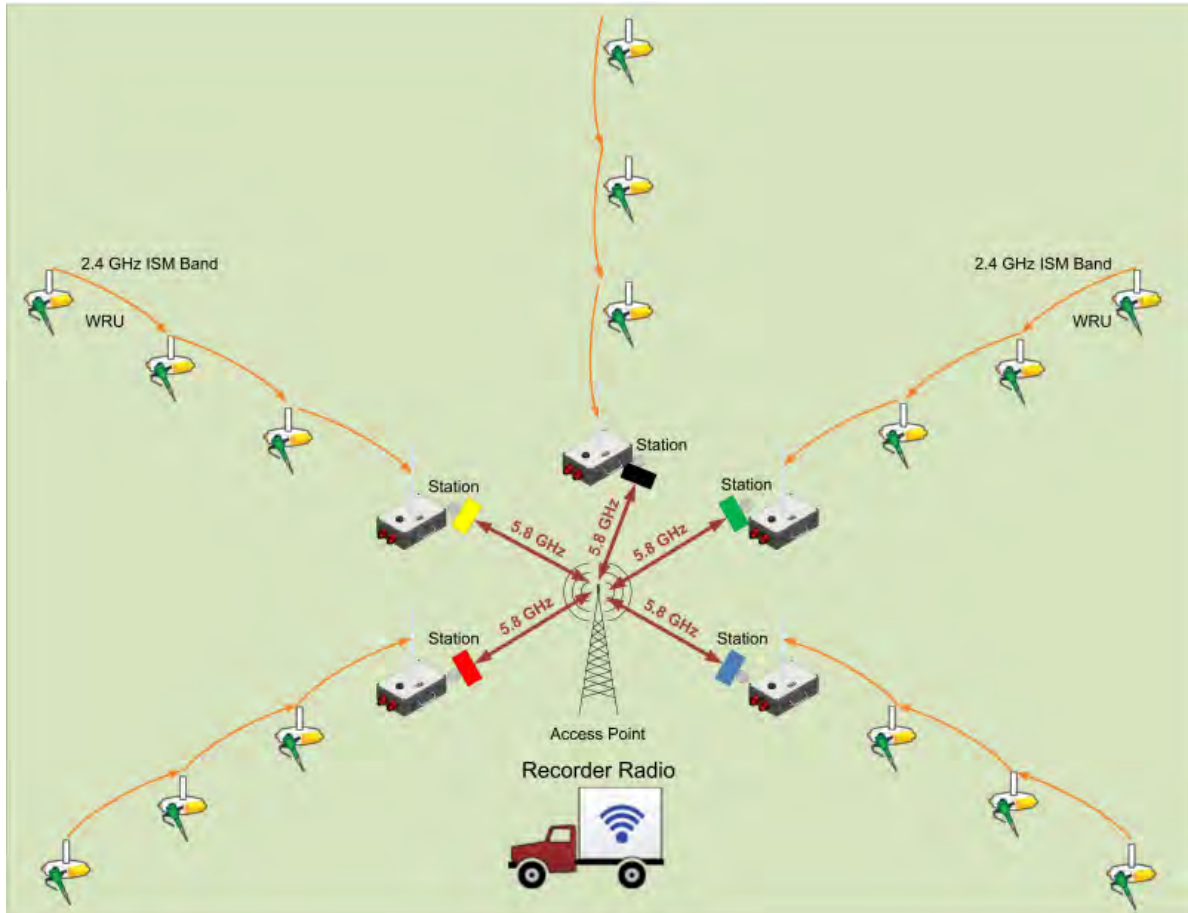 2.4 GHz ISM Band
2.4 GHz ISM Band
WRU
WRU
Station
Station
Station
5.8 GHz
5.8 GHz
5.8 GHz
5.8 GHz
5.8 GHz
Station
Station
Access Point
Recorder Radio